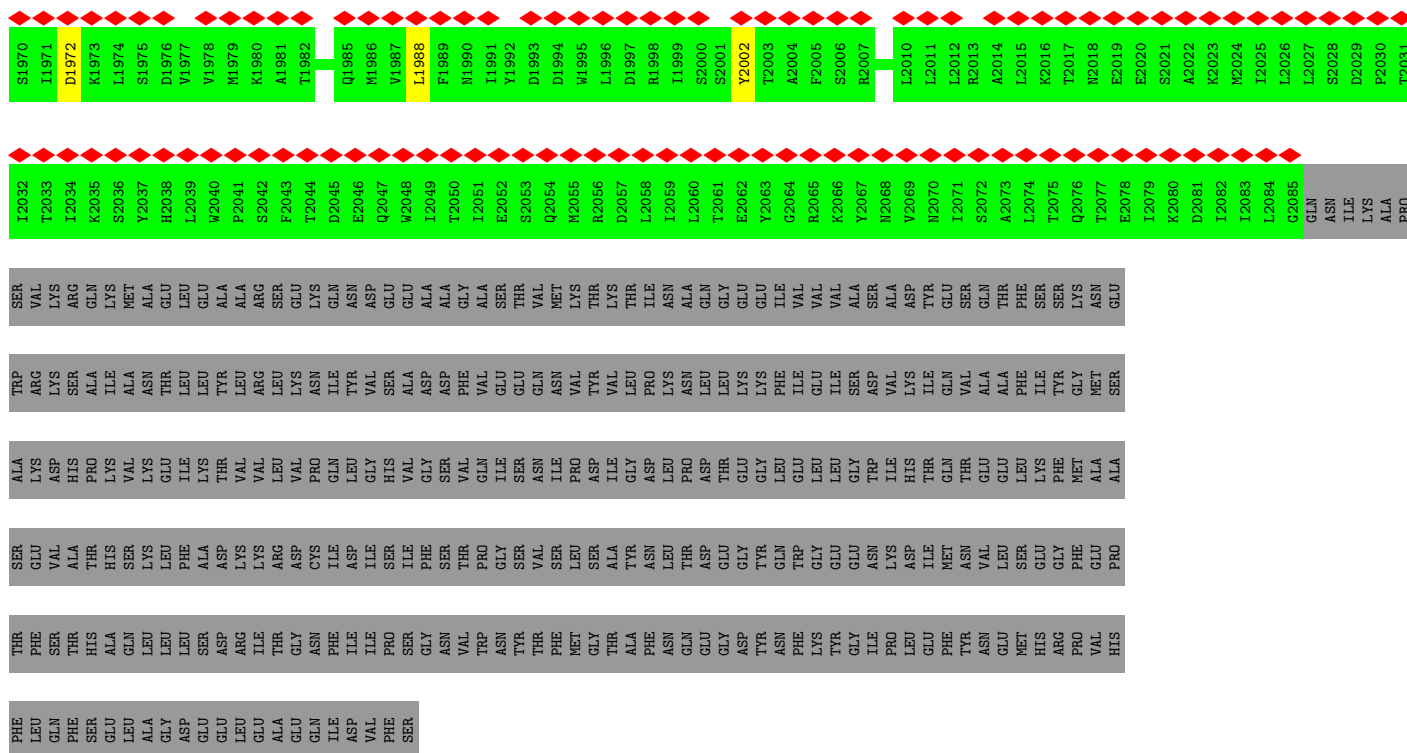 S1970 I1971 D1972 K1973 L1974 S1975 D1976 V1977 V1978 M1979 K1980 A1981 T1982 Q1985 M1986 V1987 L1988 F1989 N1990 I1991 Y1992 D1993 D1994 W1995 L1996 D1997 R1998 I1999 S2000 S2001 Y2002 T2003 A2004 F2005 S2006 R2007 L2010 L2011 L2012 R2013 A2014 L2015 K2016 T2017 N2018 E2019 E2020 S2021 A2022 K2023 M2024 I2025 L2026 L2027 S2028 D2029 P2030 T2031
I2032 T2033 I2034 K2035 S2036 Y2037 H2038 L2039 W2040 P2041 S2042 F2043 T2044 D2045 E2046 Q2047 W2048 I2049 T2050 I2051 E2052 S2053 Q2054 M2055 R2056 D2057 L2058 I2059 L2060 T2061 E2062 Y2063 G2064 R2065 K2066 Y2067 N2068 V2069 N2070 I2071 S2072 A2073 L2074 T2075 Q2076 T2077 E2078 I2079 K2080 D2081 I2082 I2083 L2084 G2085 GLN ASN ILE LYS ALA PRO
SER VAL LYS ARG GLN LYS MET ALA GLU LEU GLU ALA ALA ARG SER GLU LYS GLN ASN ASP GLU GLU ALA ALA GLY ALA SER THR VAL MET LYS THR LYS THR ILE ASN ALA GLN GLY GLU GLU ILE VAL VAL VAL ALA SER ALA ASP TYR GLU SER GLN THR PHE SER SER LYS ASN GLU
TRP ARG LYS SER ALA ILE ALA ASN THR LEU LEU TYR LEU ARG LEU LYS ASN ILE TYR VAL SER ALA ASP ASP PHE VAL GLU GLU GLN ASN VAL TYR VAL LEU PRO LYS ASN LEU LEU LYS LYS PHE ILE GLU ILE SER ASP VAL LYS ILE GLN VAL ALA ALA PHE ILE TYR GLY MET SER
ALA LYS ASP HIS PRO LYS VAL LYS GLU ILE LYS THR VAL VAL LEU VAL PRO GLN LEU GLY HIS VAL GLY SER VAL GLN ILE SER ASN ILE PRO ASP ILE GLY ASP LEU PRO ASP THR GLU GLY LEU GLU LEU LEU GLY TRP ILE HIS THR GLN THR GLU GLU LEU LYS PHE MET ALA ALA
SER GLU VAL ALA THR HIS SER LYS LEU PHE ALA ASP LYS LYS ARG ASP CYS ILE ASP ILE SER ILE PHE SER THR PRO GLY SER VAL SER LEU SER ALA TYR ASN LEU THR ASP GLU GLY TYR GLN TRP GLY GLU GLU ASN LYS ASP ILE MET ASN VAL LEU SER GLU GLY PHE GLU PRO
THR PHE SER THR HIS ALA GLN LEU LEU LEU SER ASP ARG ILE THR GLY ASN PHE ILE ILE PRO SER GLY ASN VAL TRP ASN TYR THR PHE MET GLY THR ALA PHE ASN GLN GLU GLY ASP TYR ASN PHE LYS TYR GLY ILE PRO LEU GLU PHE TYR ASN GLU MET HIS ARG PRO VAL HIS
PHE LEU GLN PHE SER GLU LEU ALA GLY ASP GLU GLU LEU GLU ALA GLU GLN ILE ASP VAL PHE SER